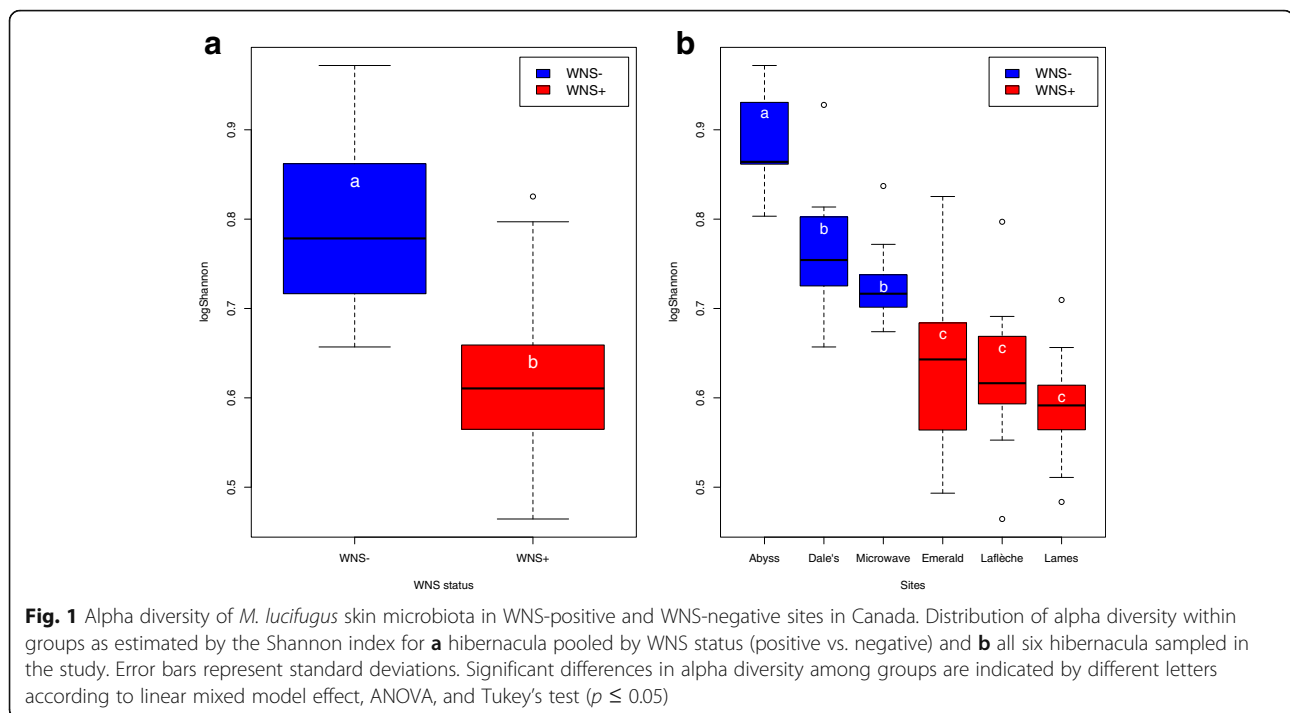 a
WNS-
WNS+
0.9
0.8
0.7
0.6
0.5
logShannon
a
b
WNS-
WNS+
WNS status
b
WNS-
WNS+
0.9
0.8
0.7
0.6
0.5
logShannon
a
b
b
c
c
c
Abyss
Dale's
Microwave
Emerald
Laflèche
Lames
Sites
Fig. 1 Alpha diversity of M. lucifugus skin microbiota in WNS-positive and WNS-negative sites in Canada. Distribution of alpha diversity within
groups as estimated by the Shannon index for a hibernacula pooled by WNS status (positive vs. negative) and b all six hibernacula sampled in
the study. Error bars represent standard deviations. Significant differences in alpha diversity among groups are indicated by different letters
according to linear mixed model effect, ANOVA, and Tukey's test (p ≤ 0.05)